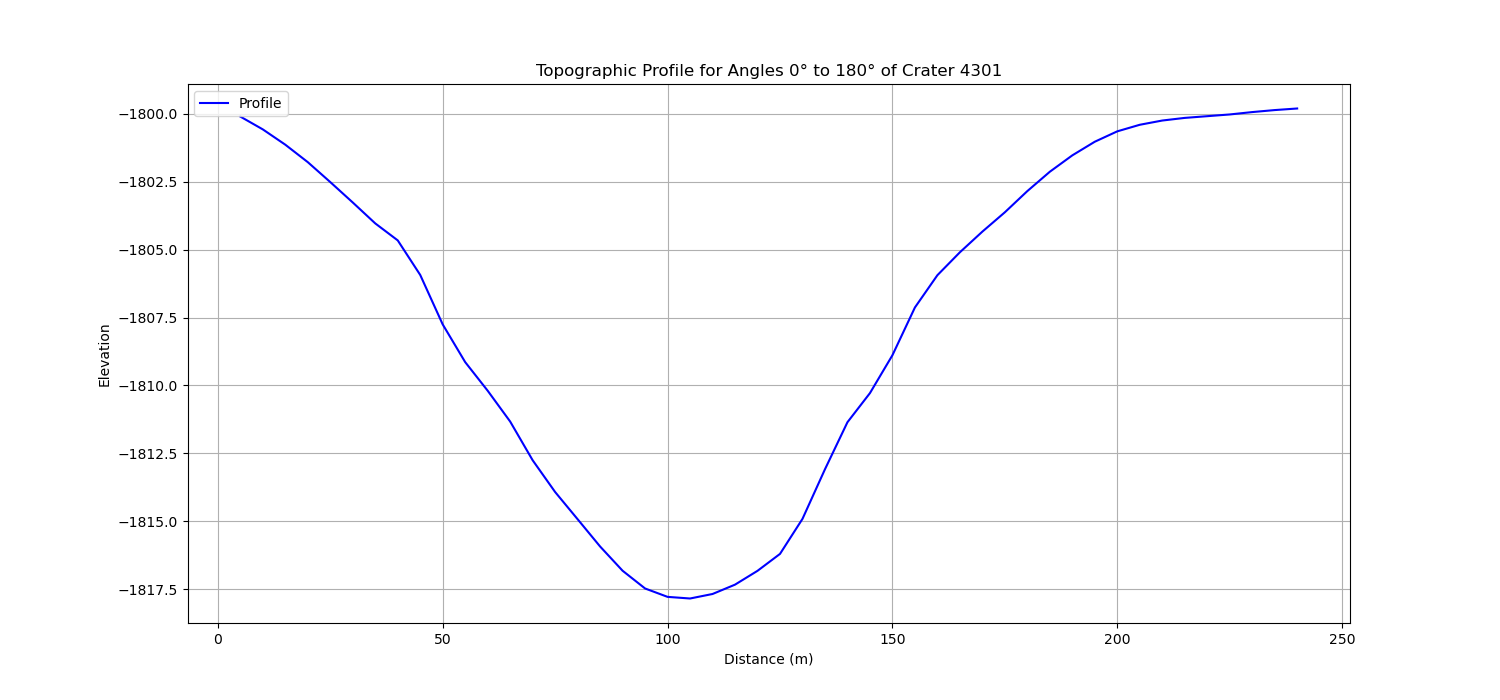 Topographic Profile for Angles 0° to 180° of Crater 4301
Profile
−1800.0
−1802.5
−1805.0
−1807.5
−1810.0
−1812.5
−1815.0
−1817.5
Elevation
0 50 100 150 200 250
Distance (m)